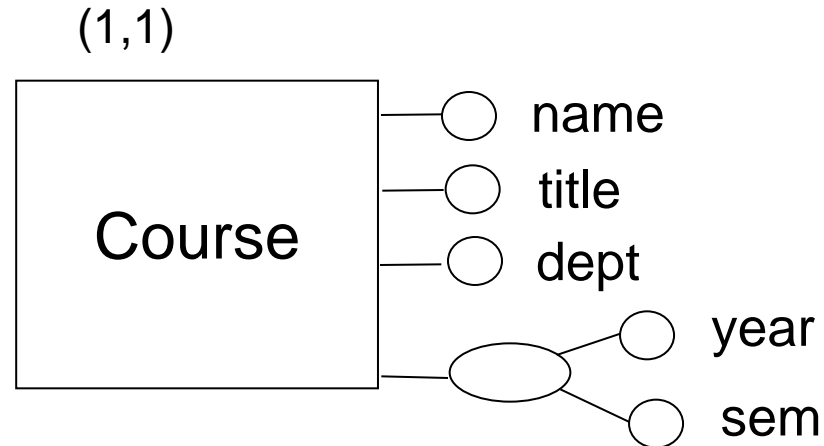 (1,1)
name
title
Course
dept
year
sem